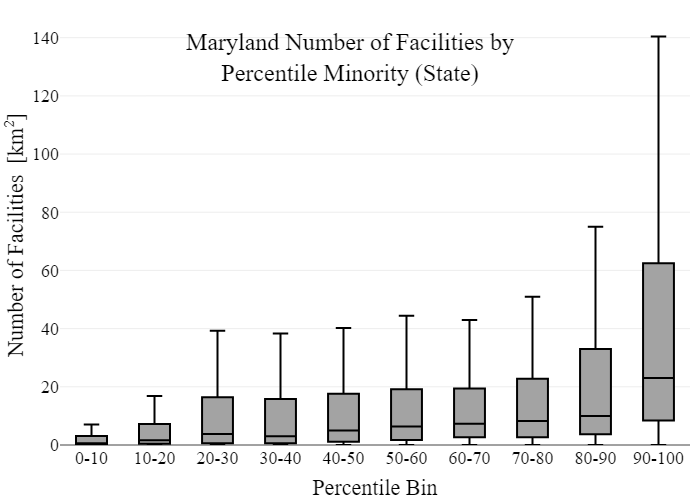 Maryland Number of Facilities by
Percentile Minority (State)
Number of Facilities [km²]
140
120
100
80
60
40
20
0
0-10 10-20 20-30 30-40 40-50 50-60 60-70 70-80 80-90 90-100
Percentile Bin